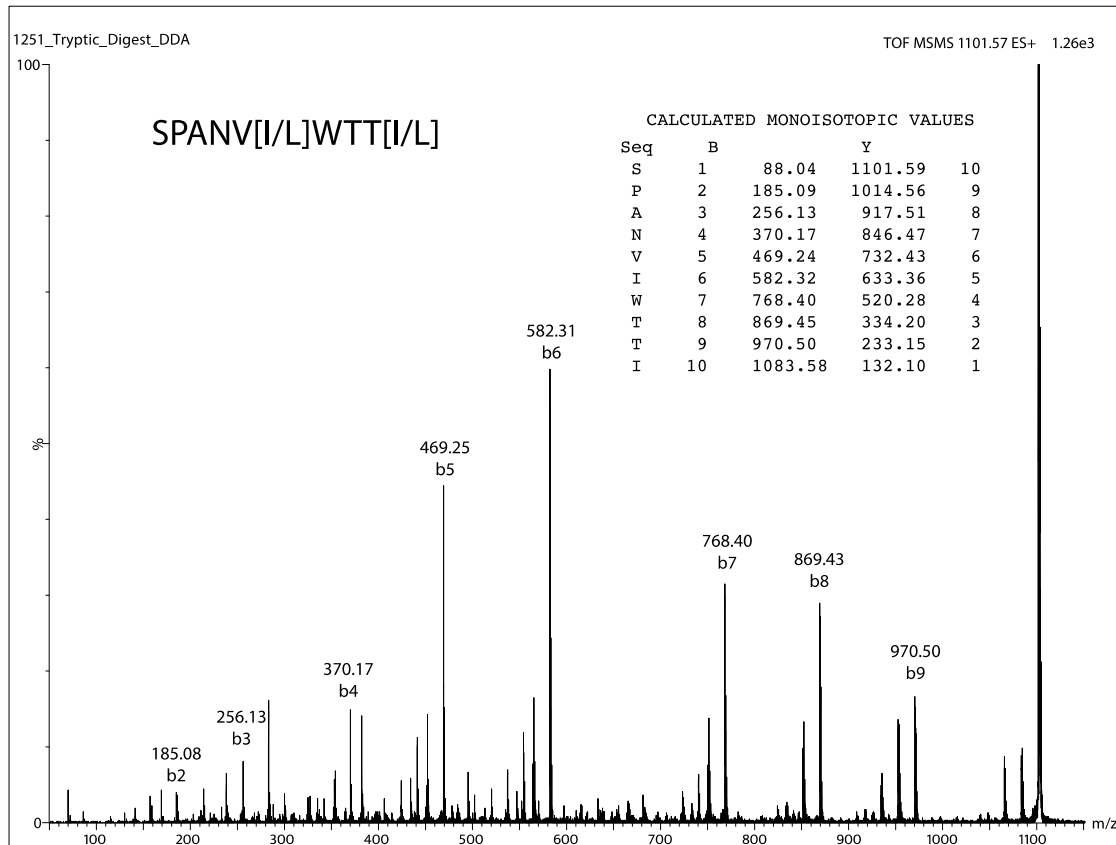 1251_Tryptic_Digest_DDA
TOF MSMS 1101.57 ES+ 1.26e3
100
SPANV[I/L]WTT[I/L]
CALCULATED MONOISOTOPIC VALUES
Seq B Y
S 1 88.04 1101.59 10
P 2 185.09 1014.56 9
A 3 256.13 917.51 8
N 4 370.17 846.47 7
V 5 469.24 732.43 6
I 6 582.32 633.36 5
W 7 768.40 520.28 4
T 8 869.45 334.20 3
T 9 970.50 233.15 2
I 10 1083.58 132.10 1
582.31
b6
%
469.25
b5
768.40
b7
869.43
b8
370.17
b4
970.50
b9
256.13
b3
185.08
b2
0
100 200 300 400 500 600 700 800 900 1000 1100 m/z